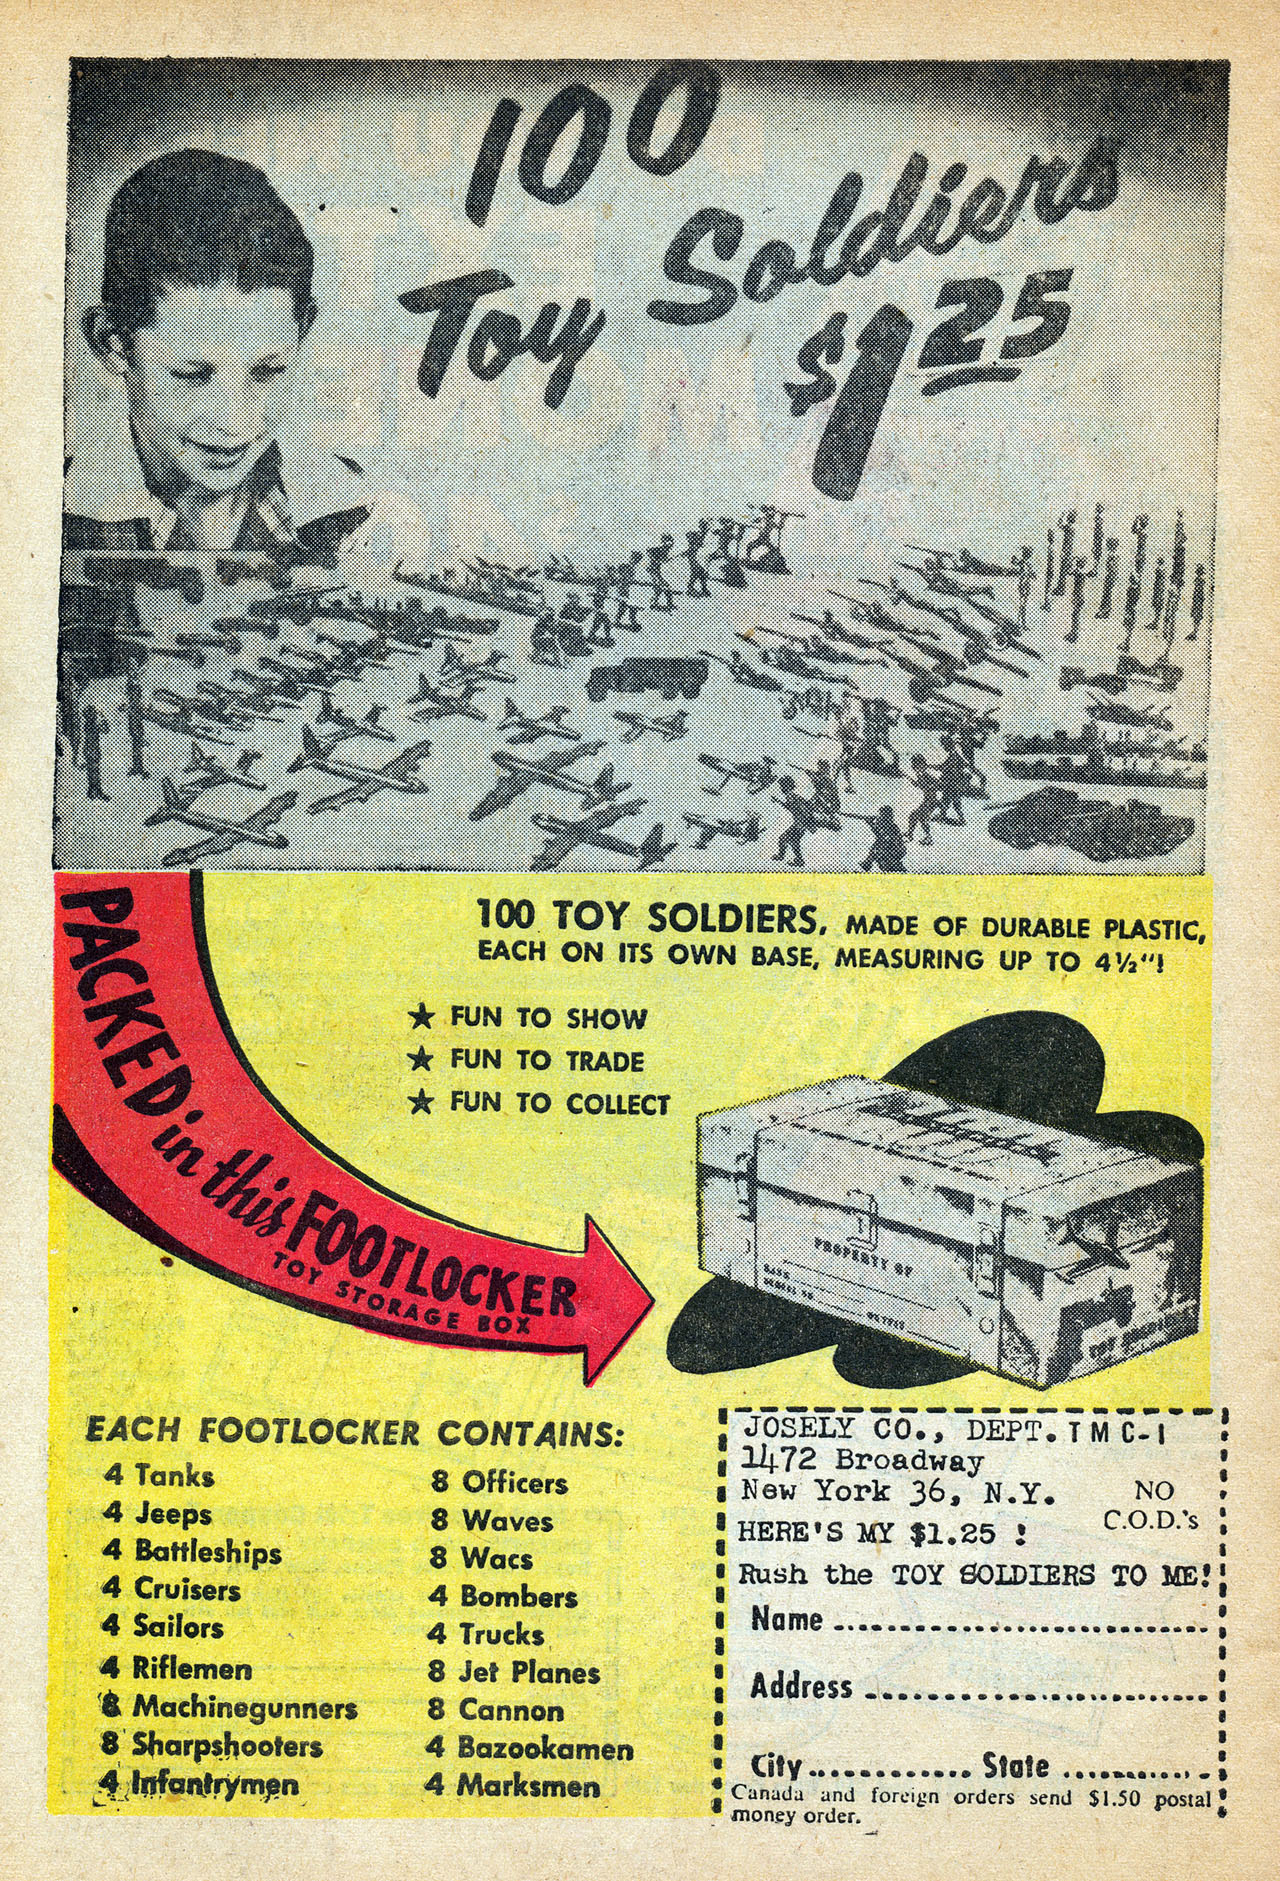 100
Toy Soldiers
$1.25
PACKED in this FOOTLOCKER
TOY STORAGE BOX
100 TOY SOLDIERS, MADE OF DURABLE PLASTIC,
EACH ON ITS OWN BASE, MEASURING UP TO 4½"!
★ FUN TO SHOW
★ FUN TO TRADE
★ FUN TO COLLECT
PROPERTY OF
EACH FOOTLOCKER CONTAINS:
4 Tanks
4 Jeeps
4 Battleships
4 Cruisers
4 Sailors
4 Riflemen
8 Machinegunners
8 Sharpshooters
4 Infantrymen
8 Officers
8 Waves
8 Wacs
4 Bombers
4 Trucks
8 Jet Planes
8 Cannon
4 Bazookamen
4 Marksmen
JOSELY CO., DEPT. TMC-1
1472 Broadway
New York 36, N.Y.
NO
C.O.D.'s
HERE'S MY $1.25 !
Rush the TOY SOLDIERS TO ME!
Name
Address
City ............ State ............
Canada and foreign orders send $1.50 postal
money order.